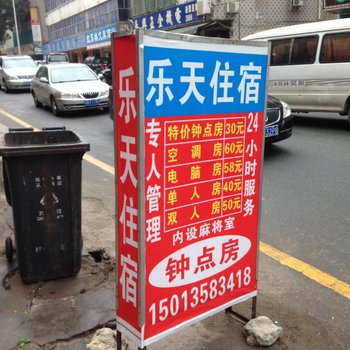 乐天住宿
乐天住宿
专人管理
特价钟点房 30元
空调房 60元
电脑房 58元
单人房 40元
双人房 50元
24小时服务
内设麻将室
钟点房
15013583418